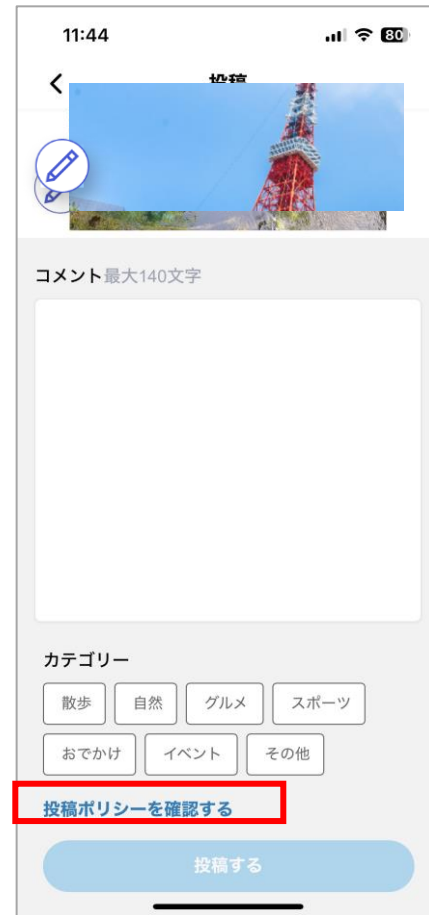 11:44 80
投稿
コメント最大140文字
カテゴリー
散歩 自然 グルメ スポーツ
おでかけ イベント その他
投稿ポリシーを確認する
投稿する